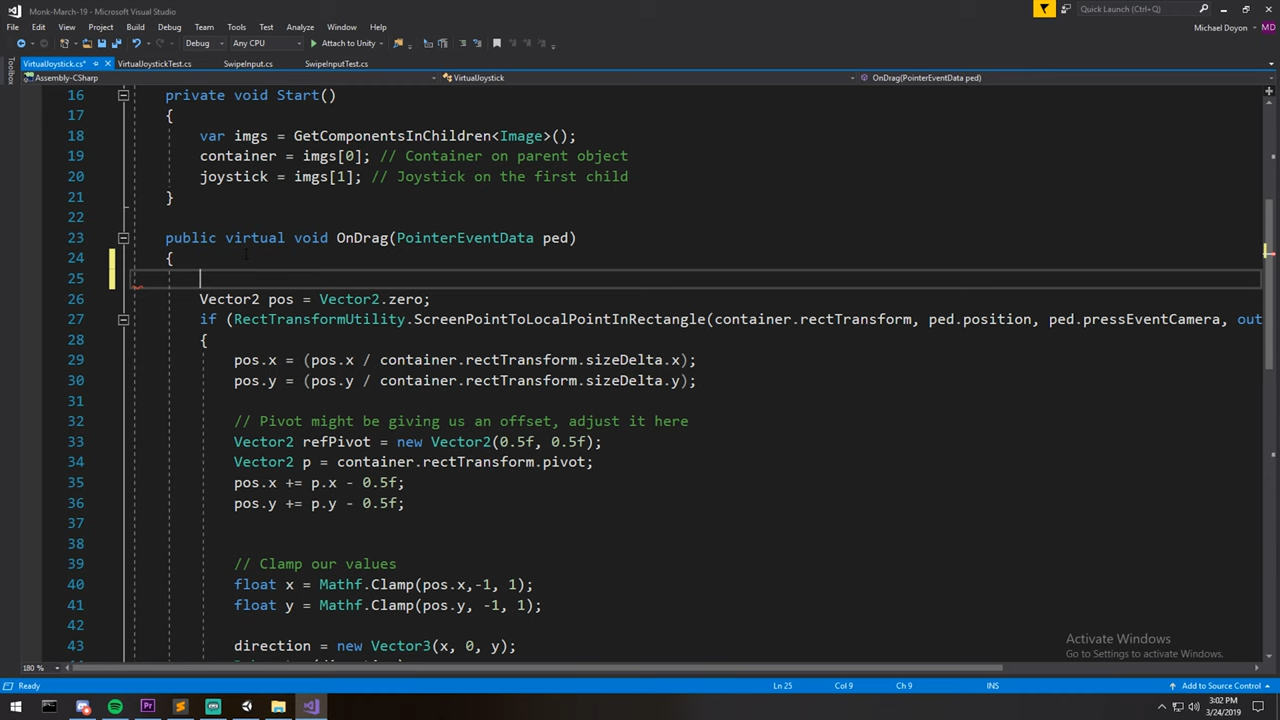 Monk-March-19 - Microsoft Visual Studio
Quick Launch (Ctrl+Q)
File Edit View Project Build Debug Team Tools Test Analyze Window Help
Michael Doyon MD
Debug Any CPU Attach to Unity
Toolbox
VirtualJoystick.cs* VirtualJoystickTest.cs SwipeInput.cs SwipeInputTest.cs
Assembly-CSharp VirtualJoystick OnDrag(PointerEventData ped)
16 private void Start()
17 {
18 var imgs = GetComponentsInChildren<Image>();
19 container = imgs[0]; // Container on parent object
20 joystick = imgs[1]; // Joystick on the first child
21 }
22
23 public virtual void OnDrag(PointerEventData ped)
24 {
25
26 Vector2 pos = Vector2.zero;
27 if (RectTransformUtility.ScreenPointToLocalPointInRectangle(container.rectTransform, ped.position, ped.pressEventCamera, out
28 {
29 pos.x = (pos.x / container.rectTransform.sizeDelta.x);
30 pos.y = (pos.y / container.rectTransform.sizeDelta.y);
31
32 // Pivot might be giving us an offset, adjust it here
33 Vector2 refPivot = new Vector2(0.5f, 0.5f);
34 Vector2 p = container.rectTransform.pivot;
35 pos.x += p.x - 0.5f;
36 pos.y += p.y - 0.5f;
37
38
39 // Clamp our values
40 float x = Mathf.Clamp(pos.x,-1, 1);
41 float y = Mathf.Clamp(pos.y, -1, 1);
42
43 direction = new Vector3(x, 0, y);
Activate Windows
Go to Settings to activate Windows.
180 %
Ready Ln 25 Col 9 Ch 9 INS Add to Source Control
3:02 PM
3/24/2019